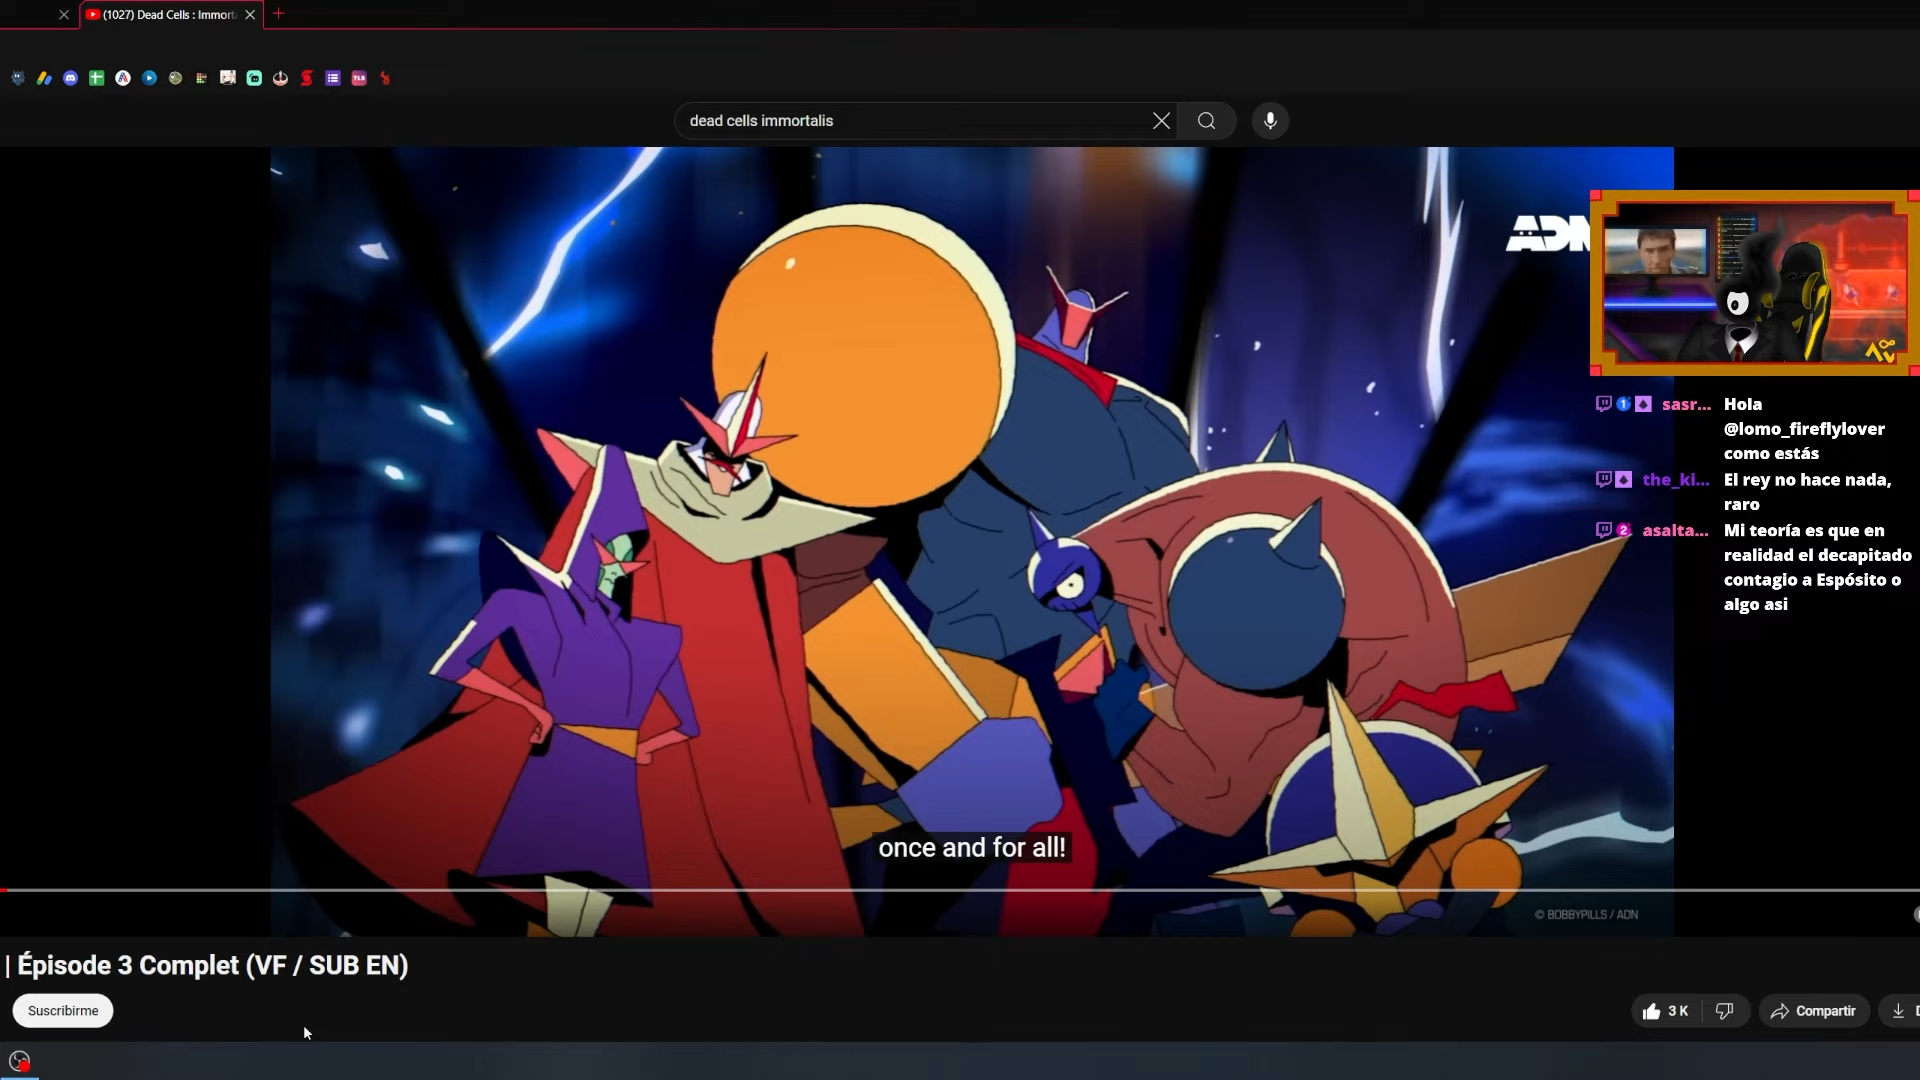 (1027) Dead Cells : Immort
TLS
dead cells immortalis
ADN
sasr... Hola
@lomo_fireflylover
como estás
the_ki... El rey no hace nada,
raro
asalta... Mi teoría es que en
realidad el decapitado
contagio a Espósito o
algo asi
once and for all!
© BOBBYPILLS / ADN
| Épisode 3 Complet (VF / SUB EN)
Suscribirme
3 K
Compartir
D